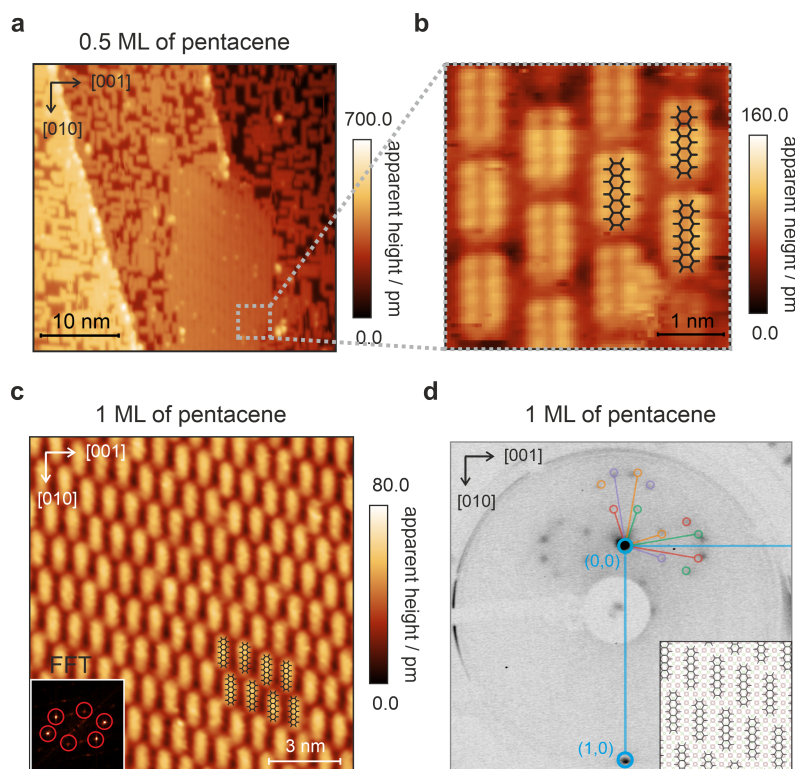 a
0.5 ML of pentacene
[001]
[010]
10 nm
700.0
apparent height / pm
0.0
b
1 nm
160.0
apparent height / pm
0.0
c
1 ML of pentacene
[001]
[010]
FFT
3 nm
80.0
apparent height / pm
0.0
d
1 ML of pentacene
[001]
[010]
(0,0)
(1,0)